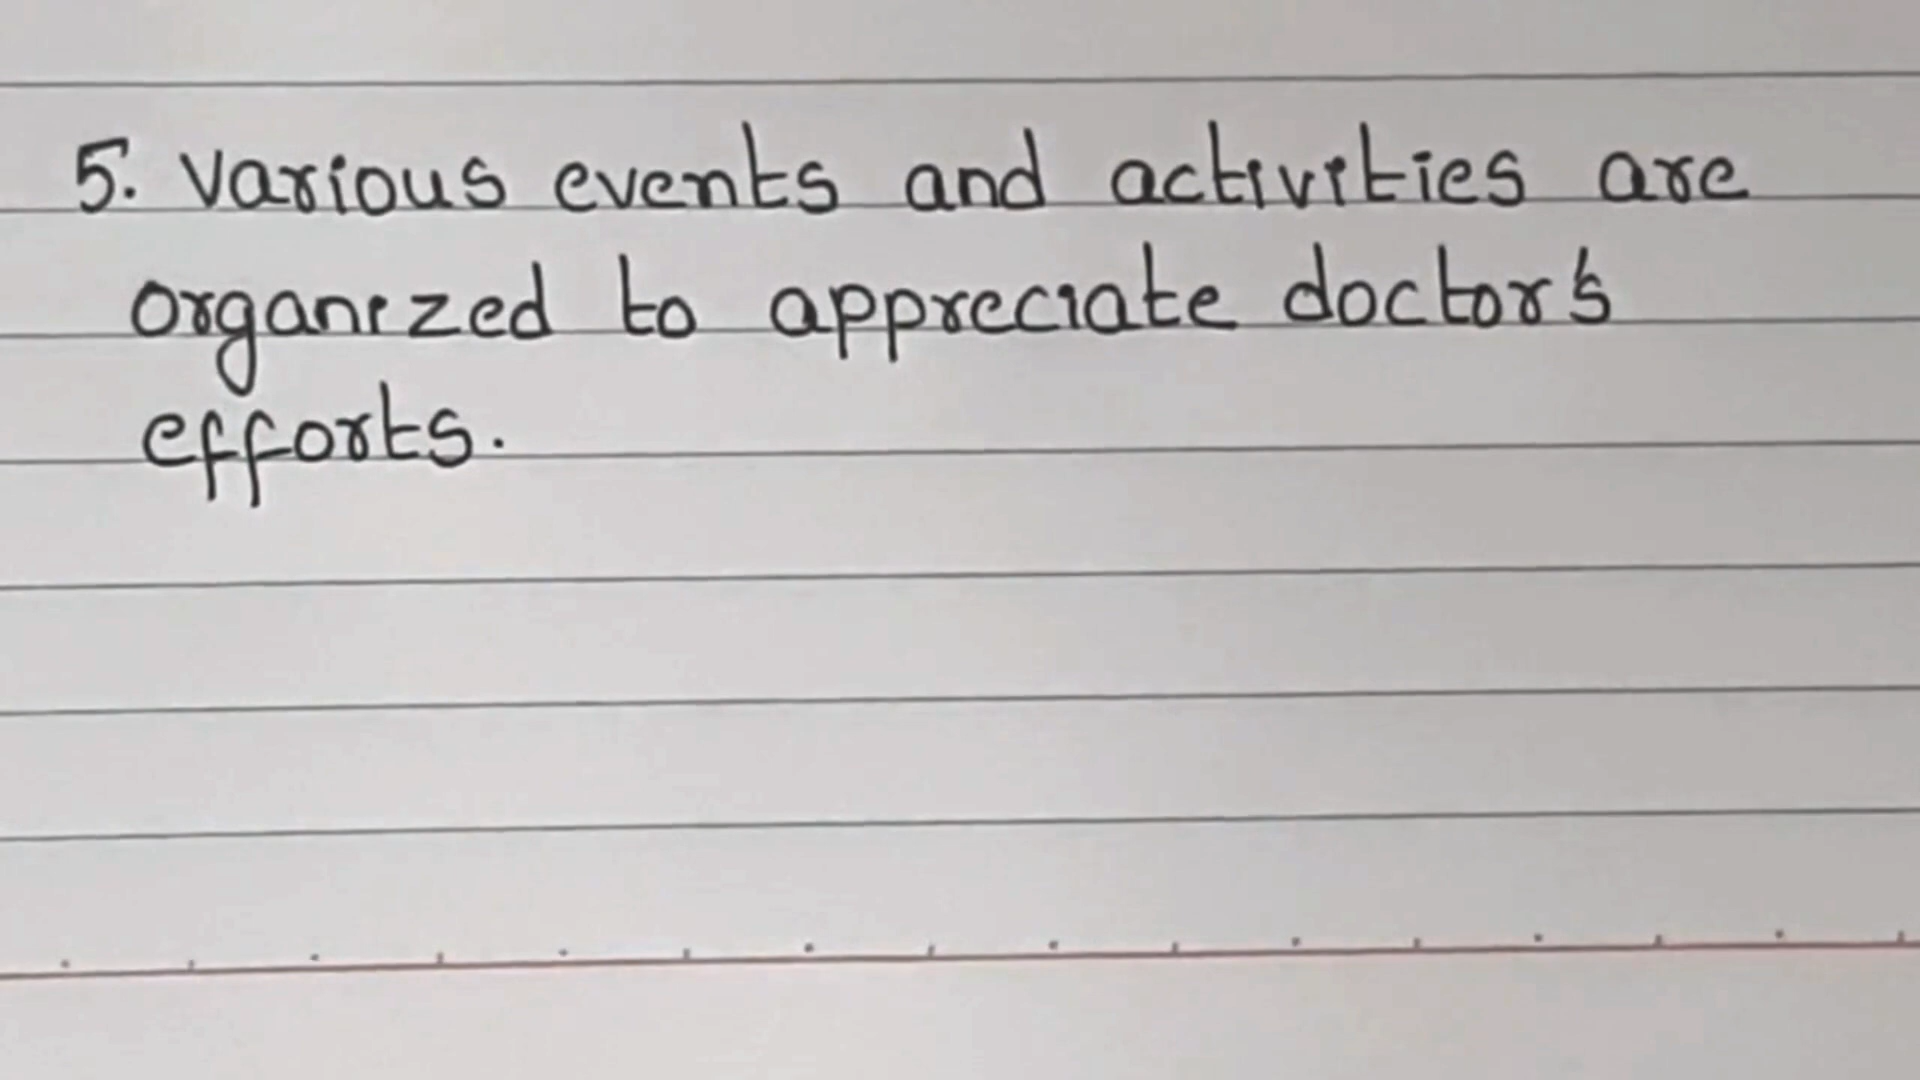 5. Various events and activities are
organized to appreciate doctor's
efforts.